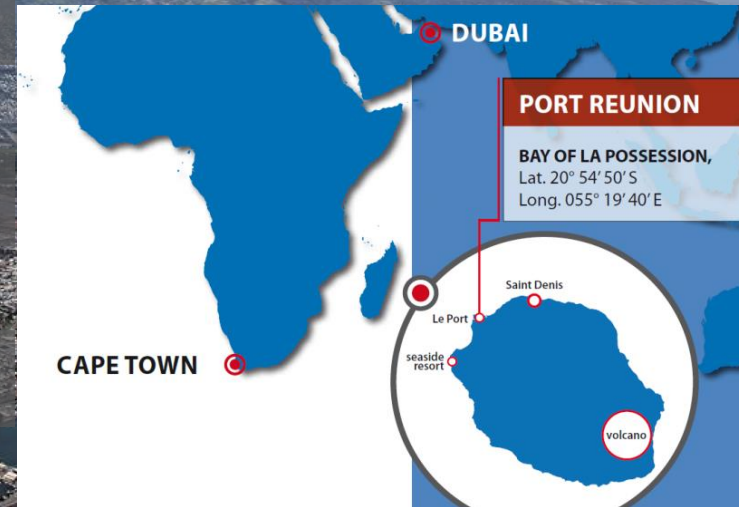 DUBAI
PORT REUNION
BAY OF LA POSSESSION,
Lat. 20° 54' 50' S
Long. 055° 19' 40' E
Saint Denis
Le Port
seaside
resort
CAPE TOWN
volcano